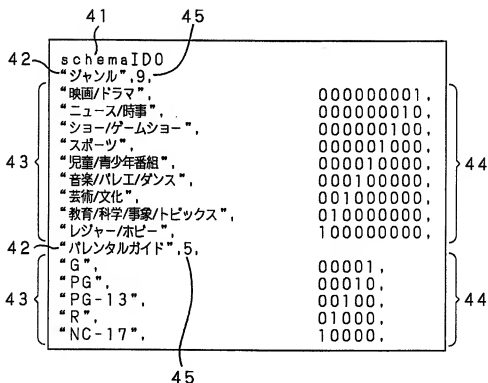 41 45
schemaID0
42 “ジャンル”,9,
“映画/ドラマ”, 000000001,
“ニュース/時事”, 000000010,
“ショー/ゲームショー”, 000000100,
“スポーツ”, 000001000,
43 “児童/青少年番組”, 000010000, 44
“音楽/バレエ/ダンス”, 000100000,
“芸術/文化”, 001000000,
“教育/科学/事象/トピックス”, 010000000,
“レジャー/ホビー”, 100000000,
42 “パレンタルガイド”,5,
“G”, 00001,
“PG”, 00010,
43 “PG-13”, 00100, 44
“R”, 01000,
“NC-17”, 10000,
45